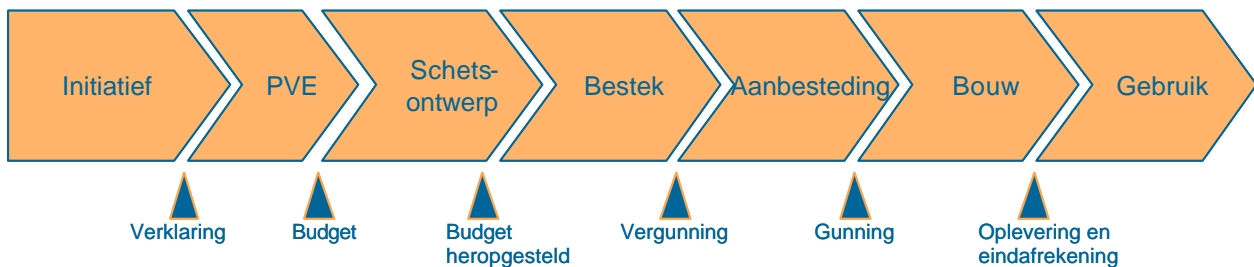 Initiatief
PVE
Schets-
ontwerp
Bestek
Aanbesteding
Bouw
Gebruik
Verklaring
Budget
Budget
heropgesteld
Vergunning
Gunning
Oplevering en
eindafrekening